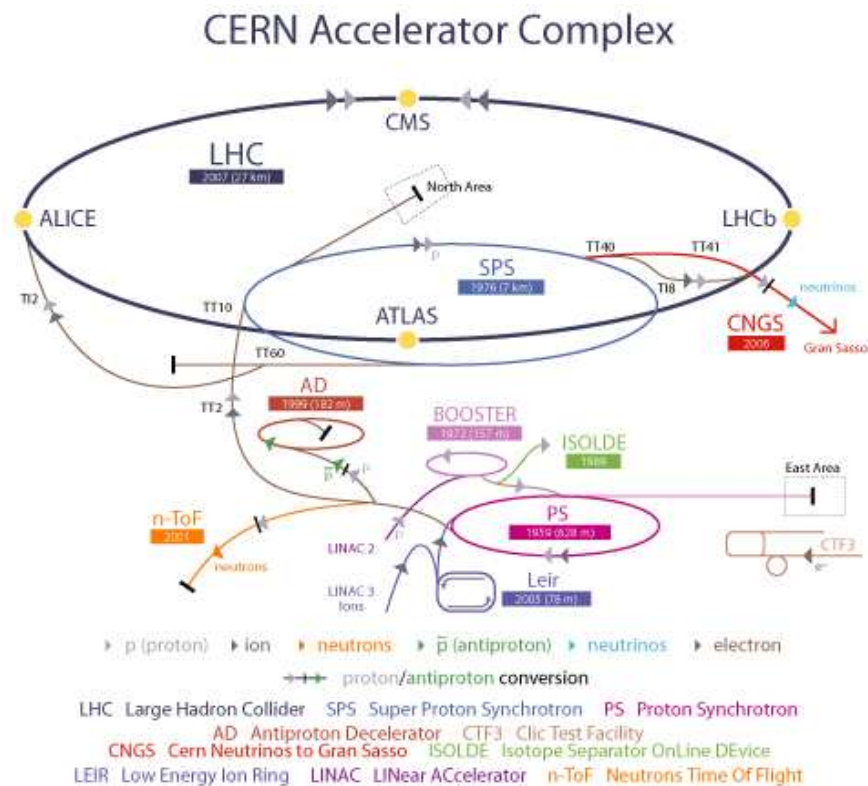 CERN Accelerator Complex
CMS
LHC
2007 (27 km)
North Area
ALICE
LHCb
TT40
TT41
SPS
1976 (7 km)
TI8
neutrinos
TI2
TT10
ATLAS
CNGS
2006
Gran Sasso
TT60
AD
1999 (182 m)
TT2
BOOSTER
1972 (157 m)
ISOLDE
1989
East Area
p
p̄
p
n-ToF
2001
LINAC 2
p
PS
1959 (628 m)
neutrons
CTF3
e-
LINAC 3
Ions
Leir
2005 (78 m)
p (proton) ion neutrons p̄ (antiproton) neutrinos electron
proton/antiproton conversion
LHC Large Hadron Collider SPS Super Proton Synchrotron PS Proton Synchrotron
AD Antiproton Decelerator CTF3 Clic Test Facility
CNGS Cern Neutrinos to Gran Sasso ISOLDE Isotope Separator OnLine DEvice
LEIR Low Energy Ion Ring LINAC LINear ACcelerator n-ToF Neutrons Time Of Flight